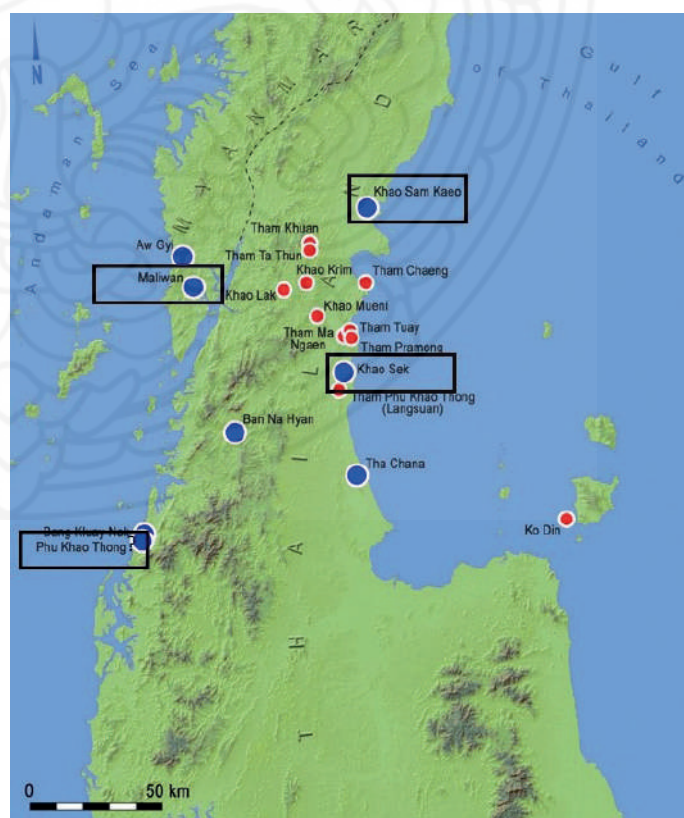 N
Andaman Sea
Gulf
of Thailand
MYANMAR
THAILAND
Khao Sam Kaeo
Tham Khuan
Aw Gyi
Tham Ta Thun
Maliwan
Khao Krim
Tham Chaeng
Khao Lak
Khao Mueni
Tham Ma
Ngaen
Tham Tuay
Tham Pramong
Khao Sek
Tham Phu Khao Thong
(Langsuan)
Ban Na Hyan
Tha Chana
Ko Din
Bang Kluay Nok
Phu Khao Thong
0 50 km